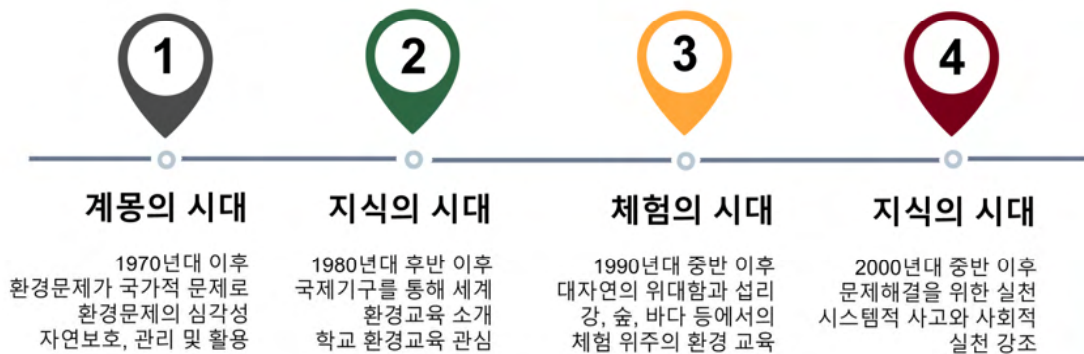 1
계몽의 시대
1970년대 이후
환경문제가 국가적 문제로
환경문제의 심각성
자연보호, 관리 및 활용
2
지식의 시대
1980년대 후반 이후
국제기구를 통해 세계
환경교육 소개
학교 환경교육 관심
3
체험의 시대
1990년대 중반 이후
대자연의 위대함과 섭리
강, 숲, 바다 등에서의
체험 위주의 환경 교육
4
지식의 시대
2000년대 중반 이후
문제해결을 위한 실천
시스템적 사고와 사회적
실천 강조